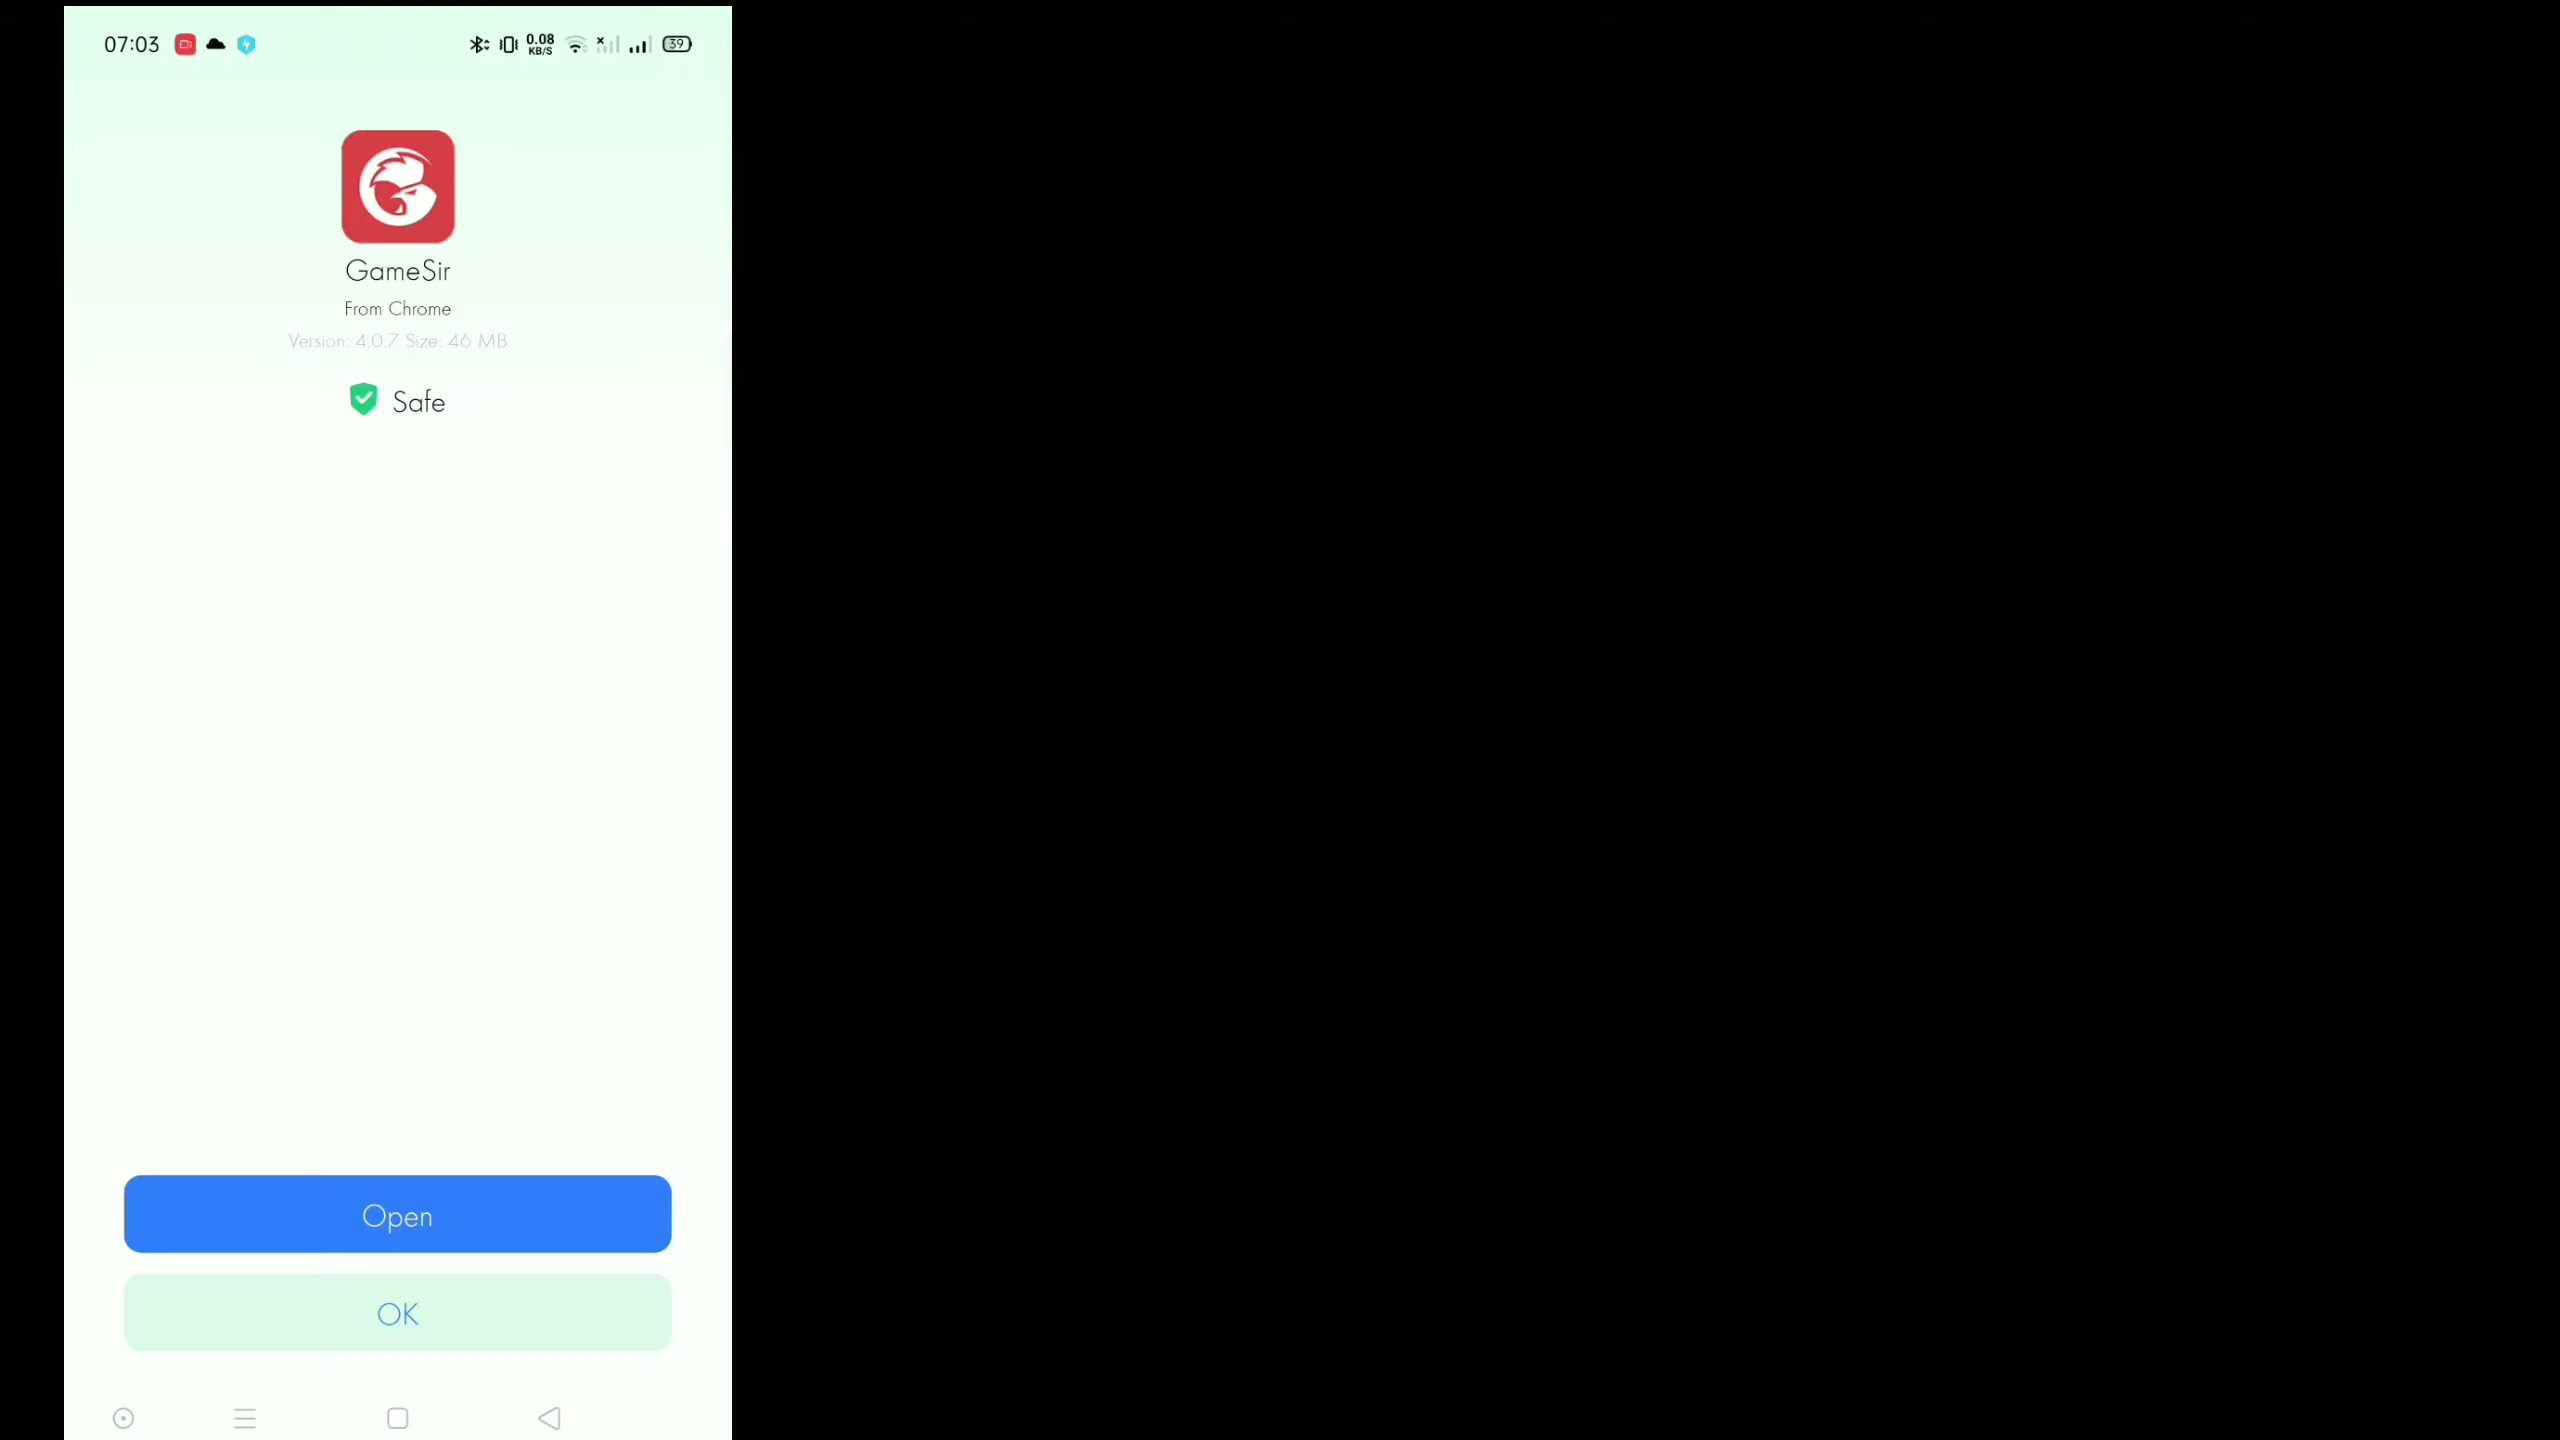 07:03 0.08 KB/S 39
GameSir
From Chrome
Version: 4.0.7 Size: 46 MB
Safe
Open
OK